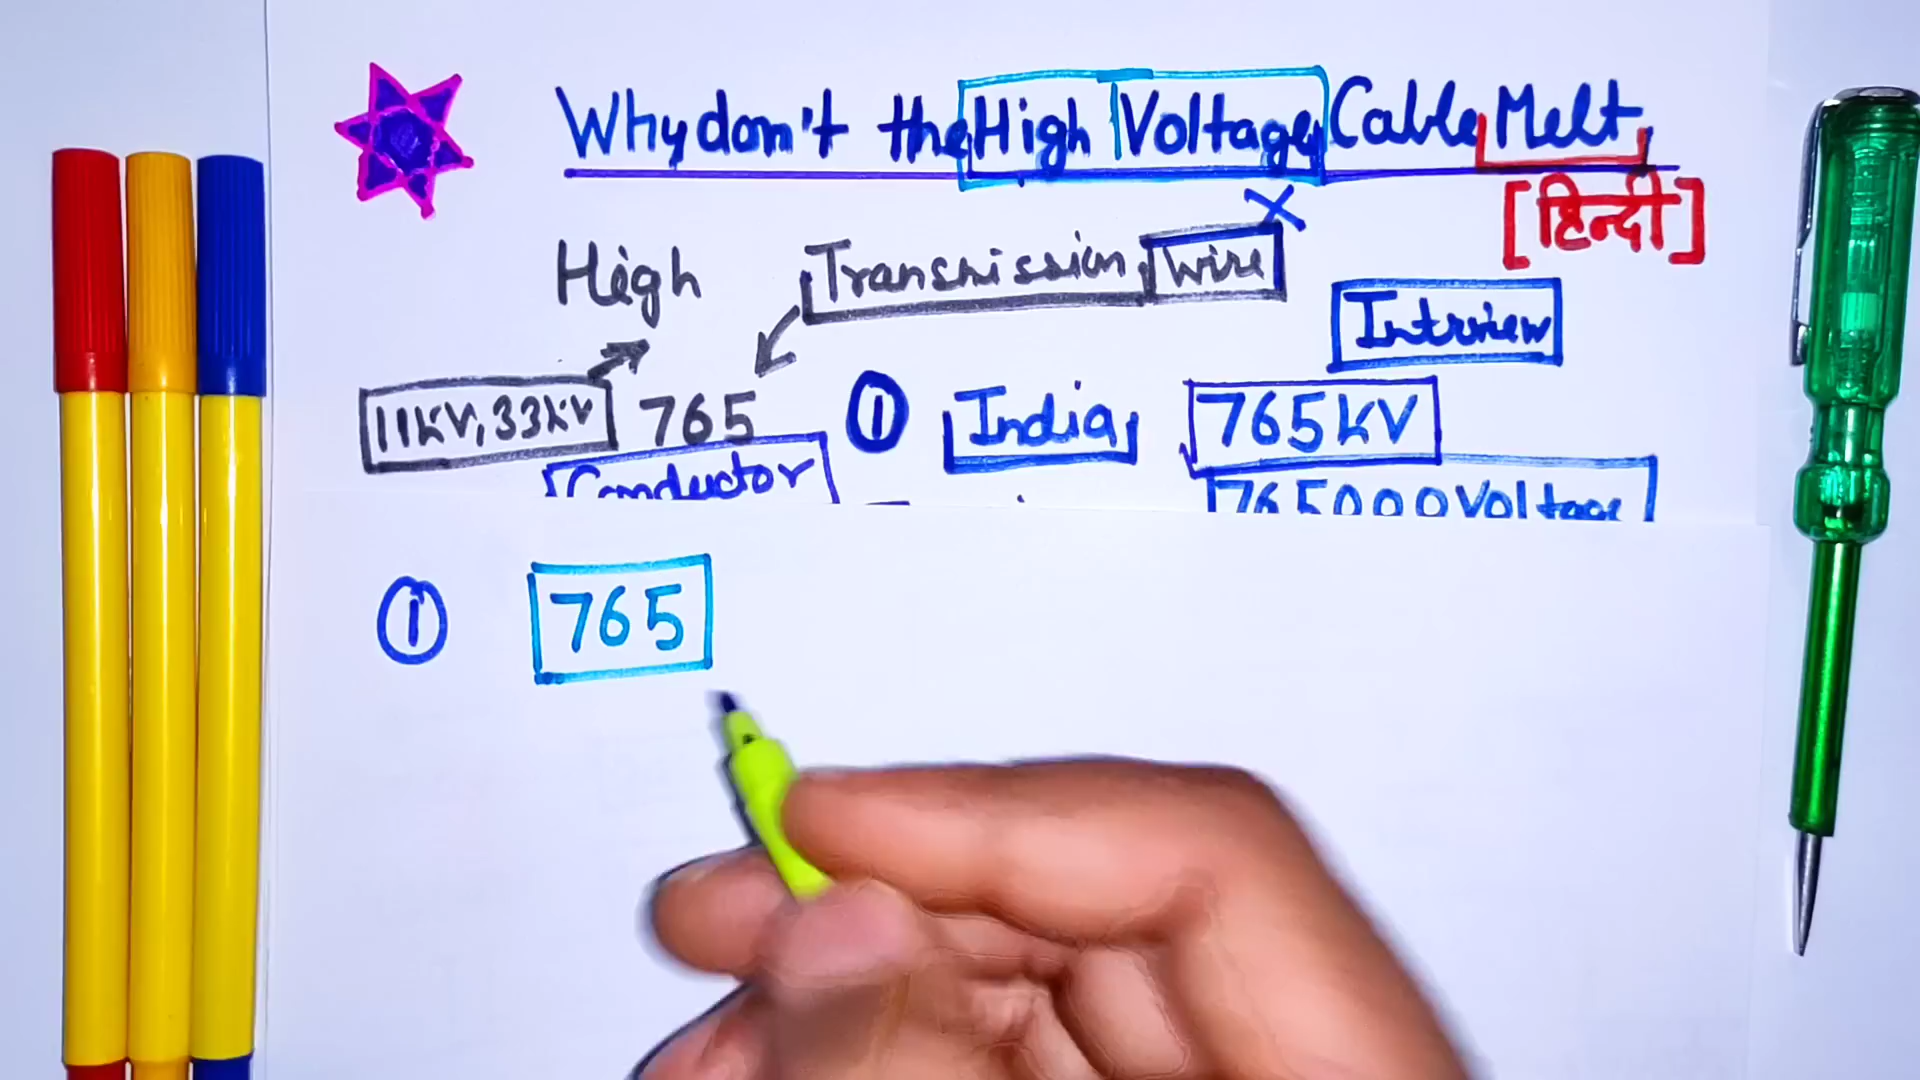 Why don't the High Voltage Cable Melt
[हिन्दी]
High Transmission Wire
Intrview
11kV, 33kV 765 ① India 765kV
Conductor 765000 Voltage
① 765